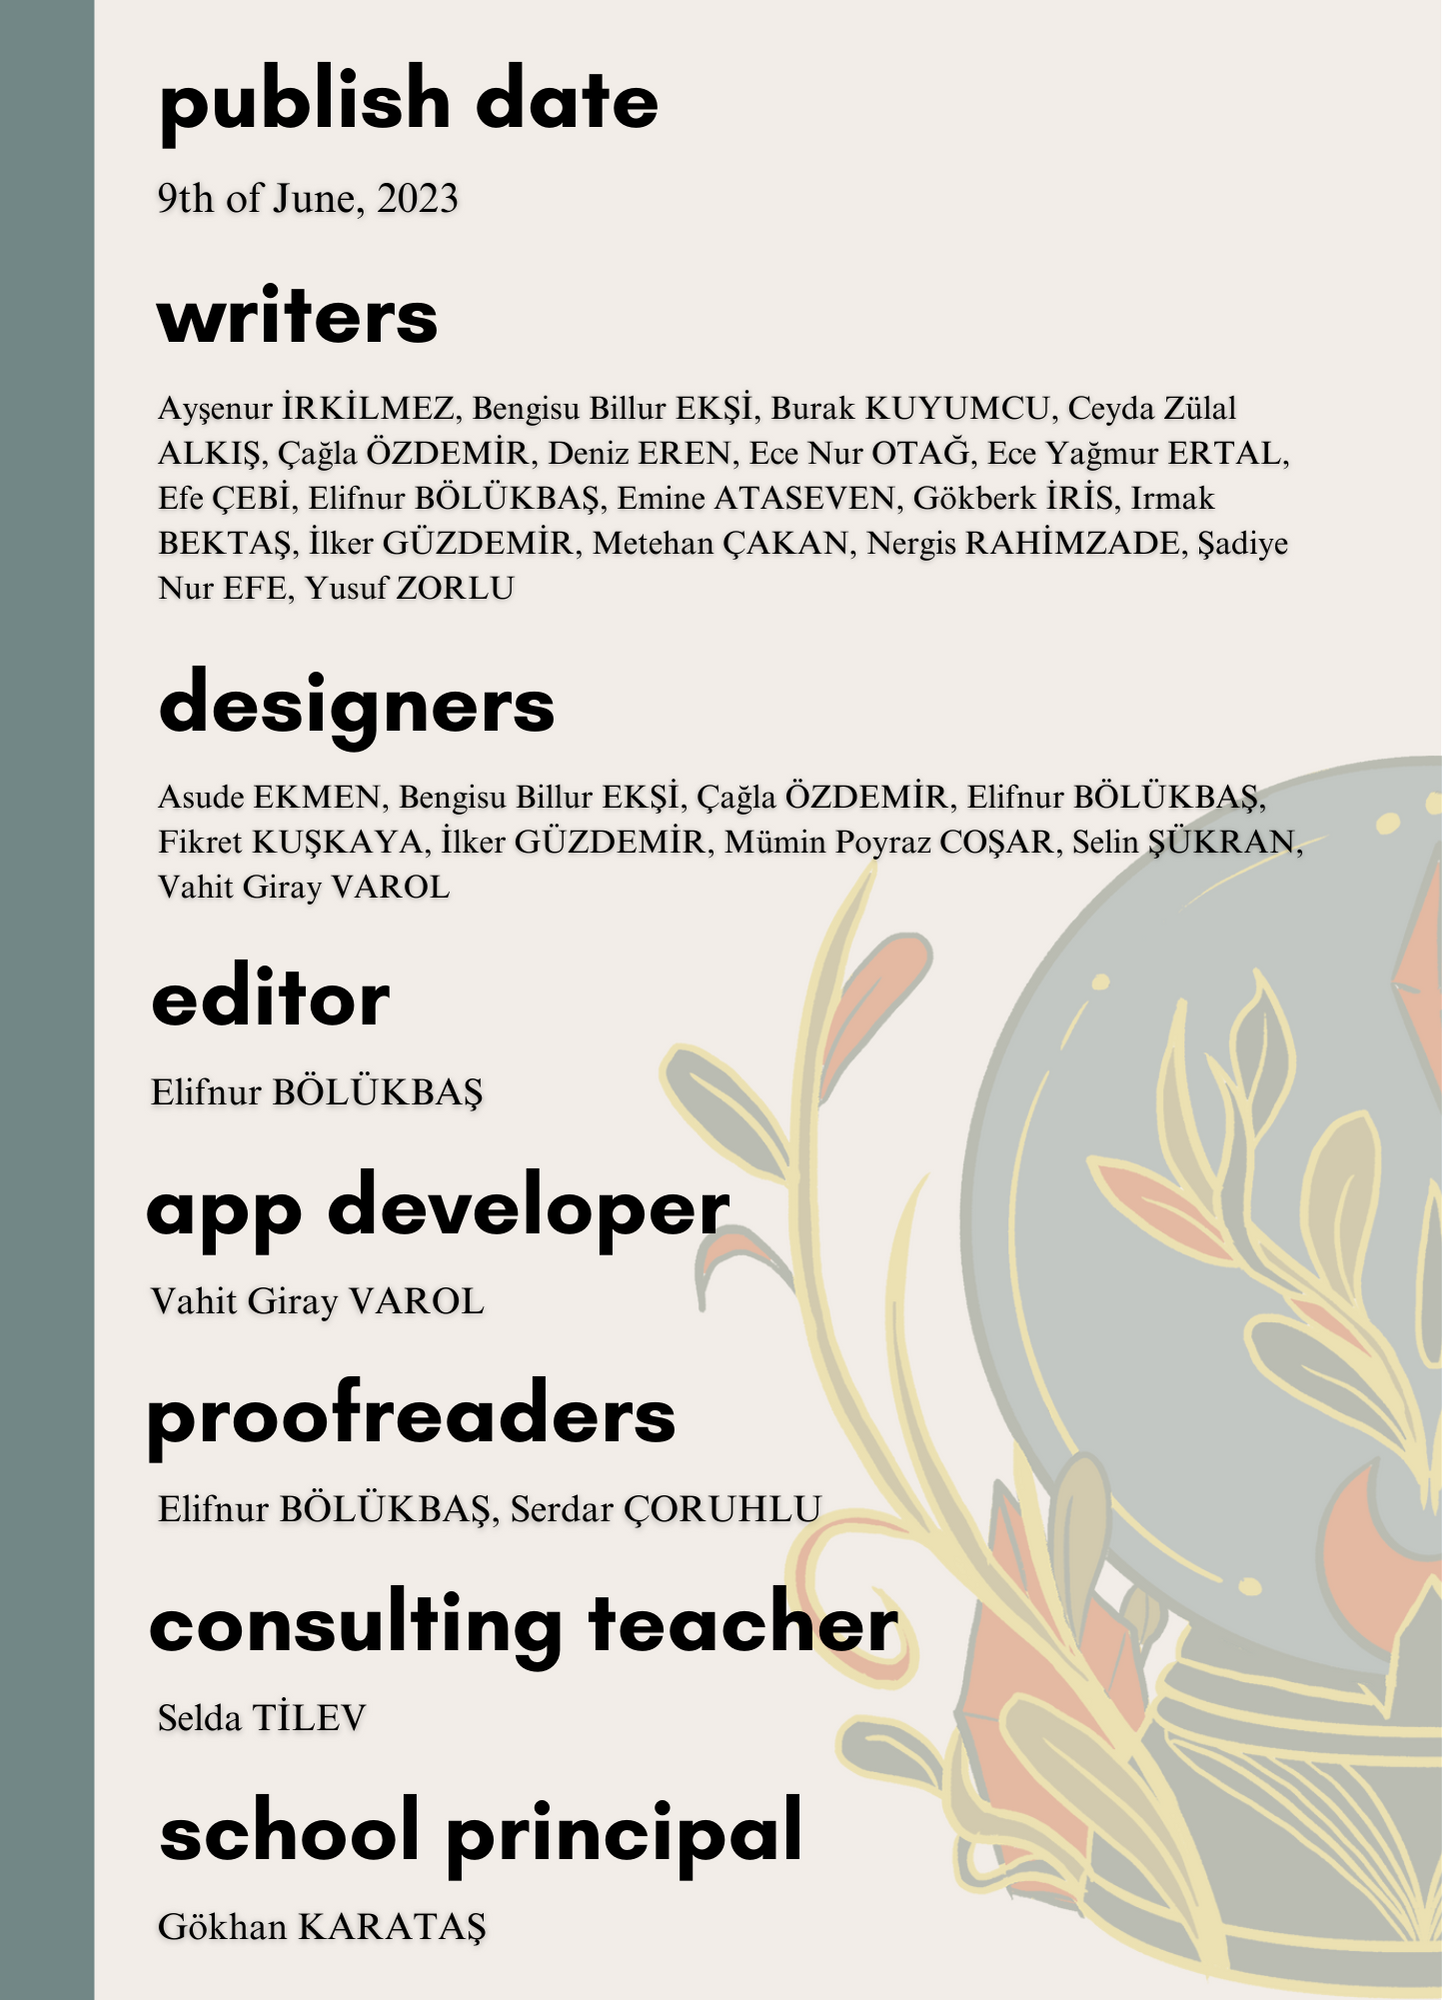 publish date
9th of June, 2023
writers
Ayşenur İRKİLMEZ, Bengisu Billur EKŞİ, Burak KUYUMCU, Ceyda Zülal
ALKIŞ, Çağla ÖZDEMİR, Deniz EREN, Ece Nur OTAĞ, Ece Yağmur ERTAL,
Efe ÇEBİ, Elifnur BÖLÜKBAŞ, Emine ATASEVEN, Gökberk İRİS, Irmak
BEKTAŞ, İlker GÜZDEMİR, Metehan ÇAKAN, Nergis RAHİMZADE, Şadiye
Nur EFE, Yusuf ZORLU
designers
Asude EKMEN, Bengisu Billur EKŞİ, Çağla ÖZDEMİR, Elifnur BÖLÜKBAŞ,
Fikret KUŞKAYA, İlker GÜZDEMİR, Mümin Poyraz COŞAR, Selin ŞÜKRAN,
Vahit Giray VAROL
editor
Elifnur BÖLÜKBAŞ
app developer
Vahit Giray VAROL
proofreaders
Elifnur BÖLÜKBAŞ, Serdar ÇORUHLU
consulting teacher
Selda TİLEV
school principal
Gökhan KARATAŞ